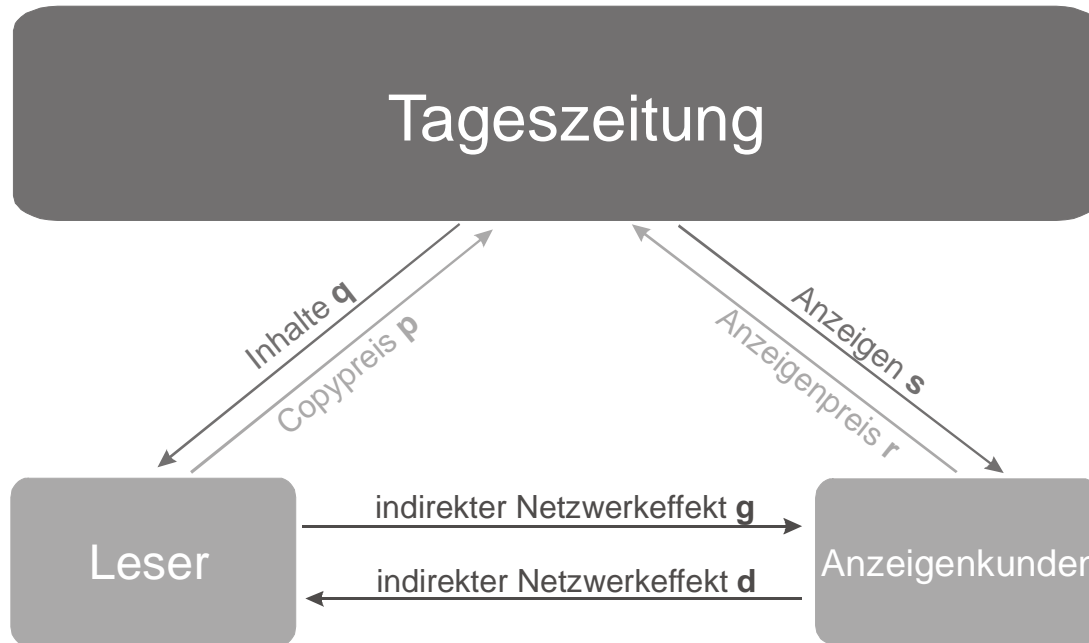 Tageszeitung
Inhalte q
Copypreis p
Anzeigenpreis r
Anzeigen s
indirekter Netzwerkeffekt g
Leser
Anzeigenkunden
indirekter Netzwerkeffekt d